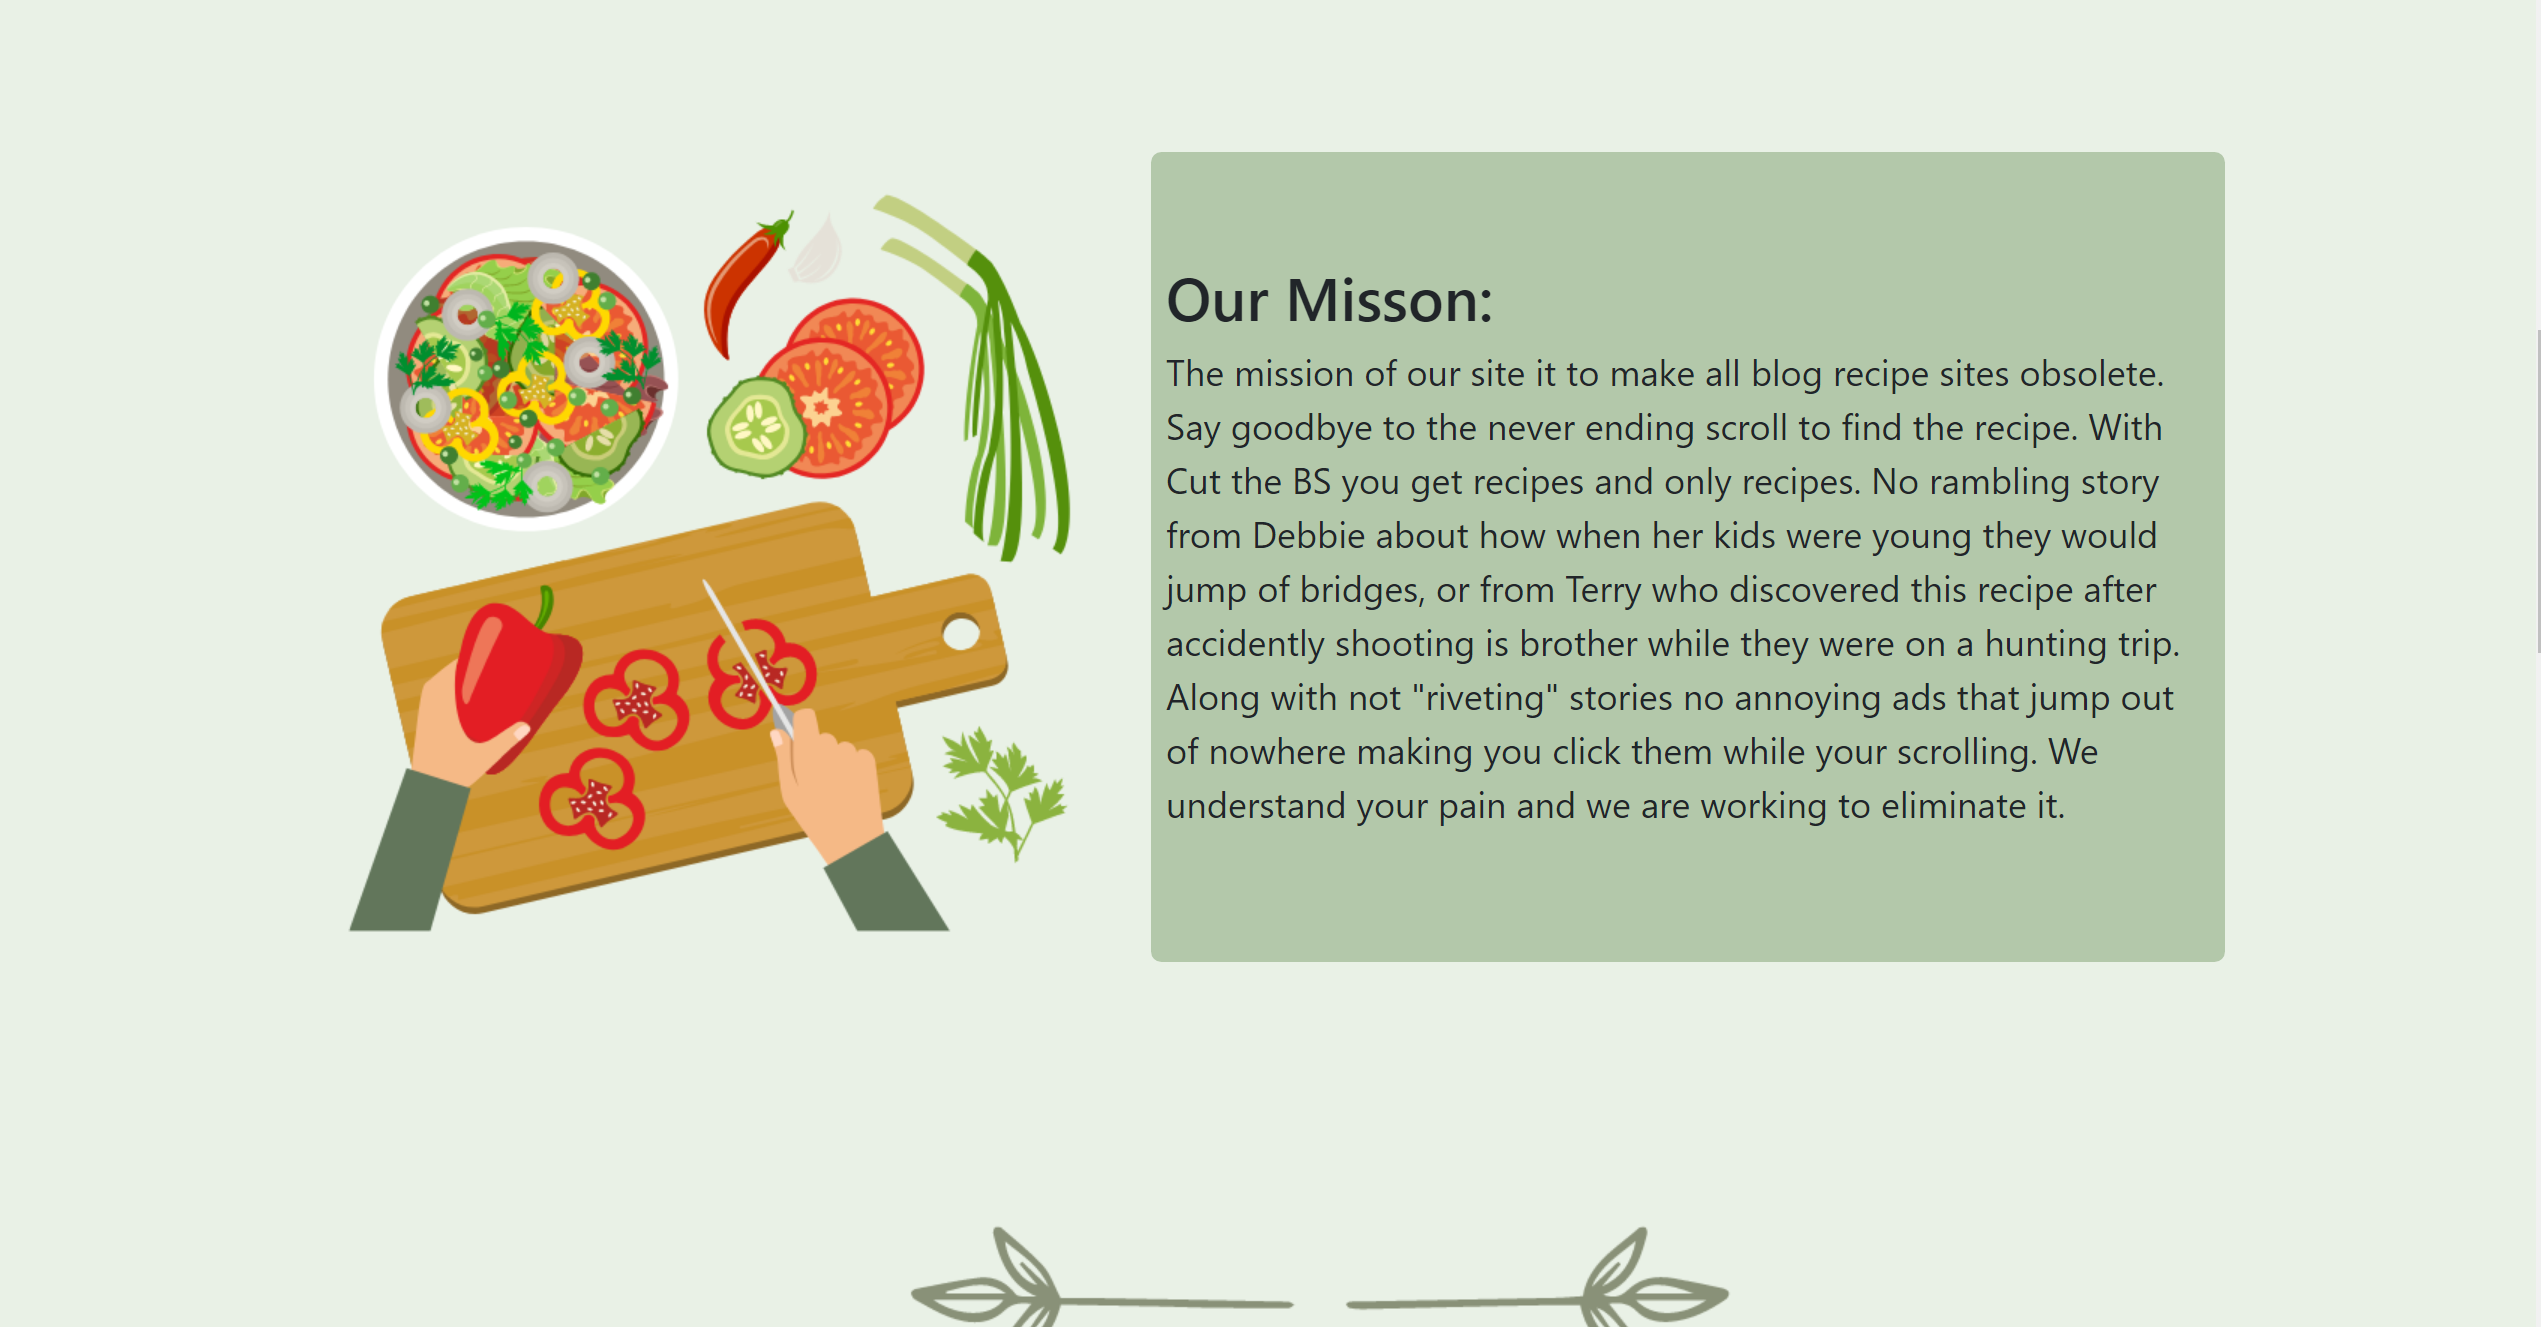 Our Misson:
The mission of our site it to make all blog recipe sites obsolete.
Say goodbye to the never ending scroll to find the recipe. With
Cut the BS you get recipes and only recipes. No rambling story
from Debbie about how when her kids were young they would
jump of bridges, or from Terry who discovered this recipe after
accidently shooting is brother while they were on a hunting trip.
Along with not "riveting" stories no annoying ads that jump out
of nowhere making you click them while your scrolling. We
understand your pain and we are working to eliminate it.